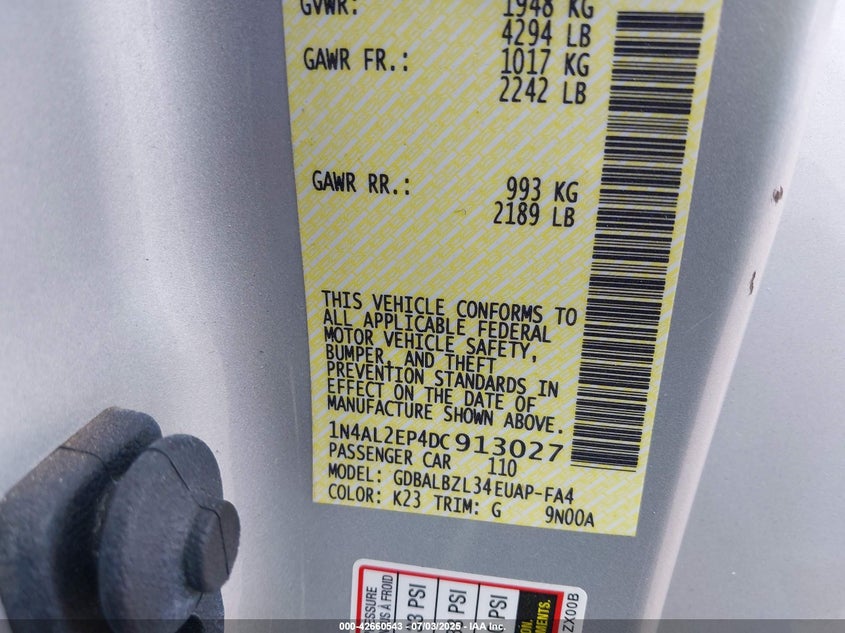 GVWR: 1948 KG
4294 LB
GAWR FR.: 1017 KG
2242 LB
GAWR RR.: 993 KG
2189 LB
THIS VEHICLE CONFORMS TO
ALL APPLICABLE FEDERAL
MOTOR VEHICLE SAFETY,
BUMPER, AND THEFT
PREVENTION STANDARDS IN
EFFECT ON THE DATE OF
MANUFACTURE SHOWN ABOVE.
1N4AL2EP4DC913027
PASSENGER CAR 110
MODEL: GDBALBZL34EUAP-FA4
COLOR: K23 TRIM: G 9N00A
PSI
PSI
PSI
ZX00B
000-42660543 - 07/03/2025 - IAA, Inc.